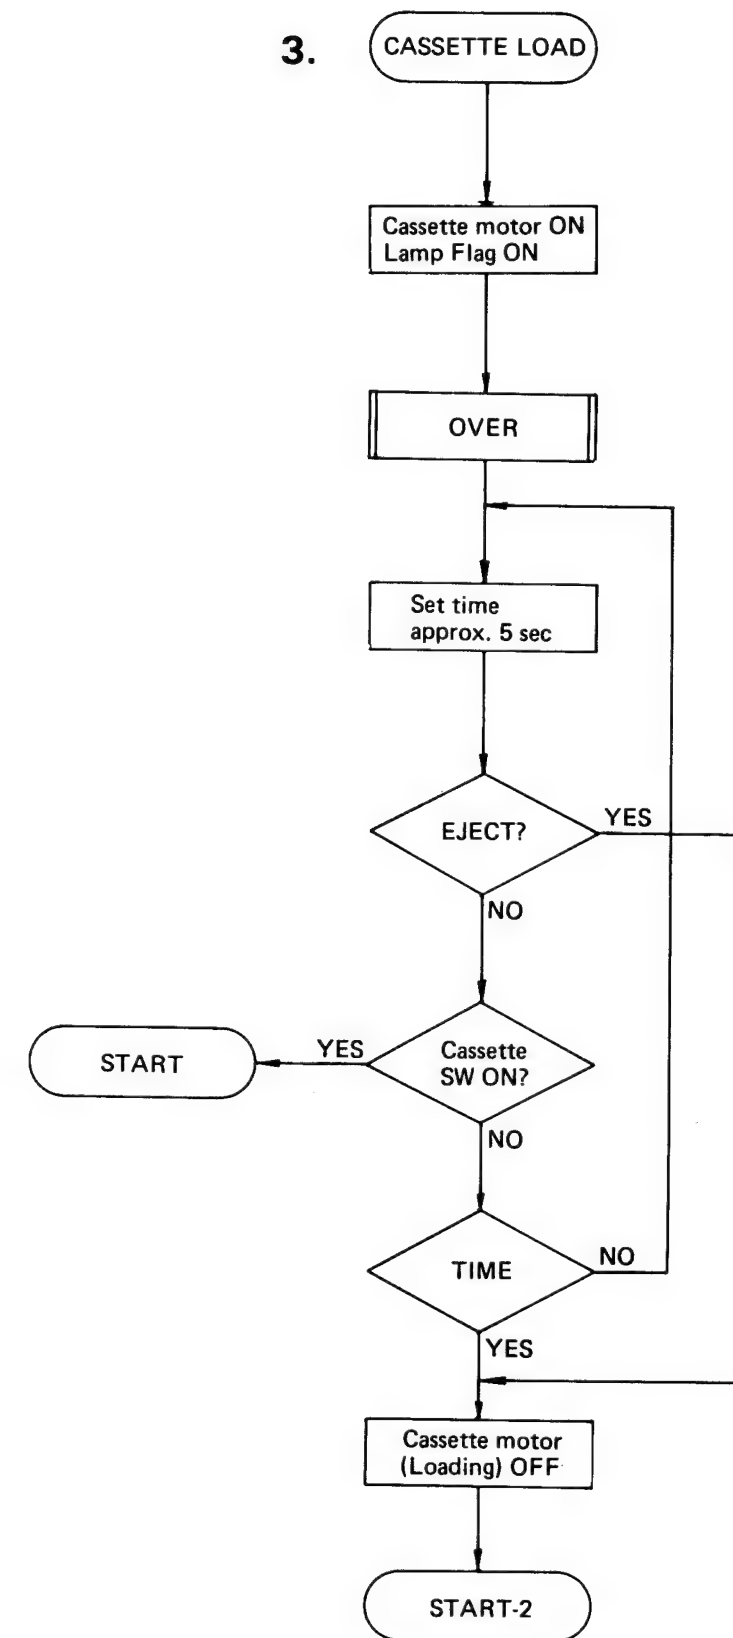 3.
CASSETTE LOAD
Cassette motor ON
Lamp Flag ON
OVER
Set time
approx. 5 sec
EJECT?
YES
NO
START
YES
Cassette
SW ON?
NO
TIME
NO
YES
Cassette motor
(Loading) OFF
START-2